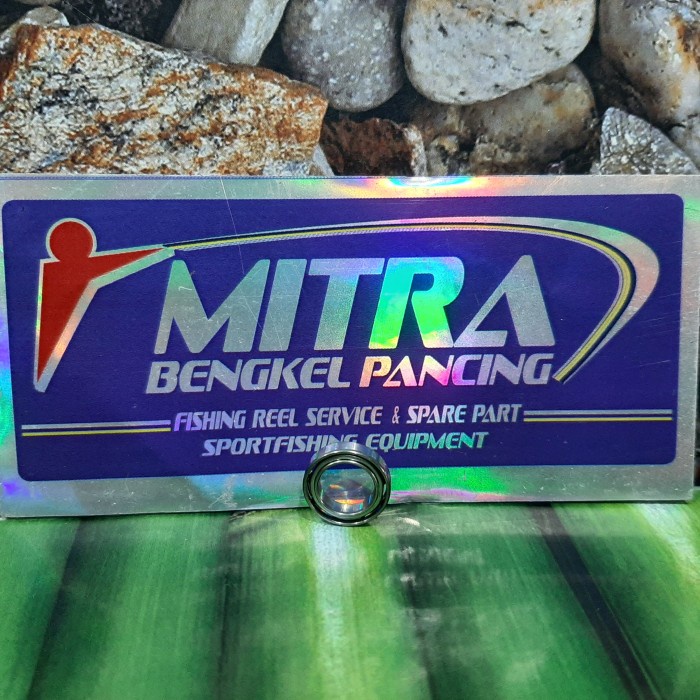 MITRA
BENGKEL PANCING
FISHING REEL SERVICE & SPARE PART
SPORTFISHING EQUIPMENT